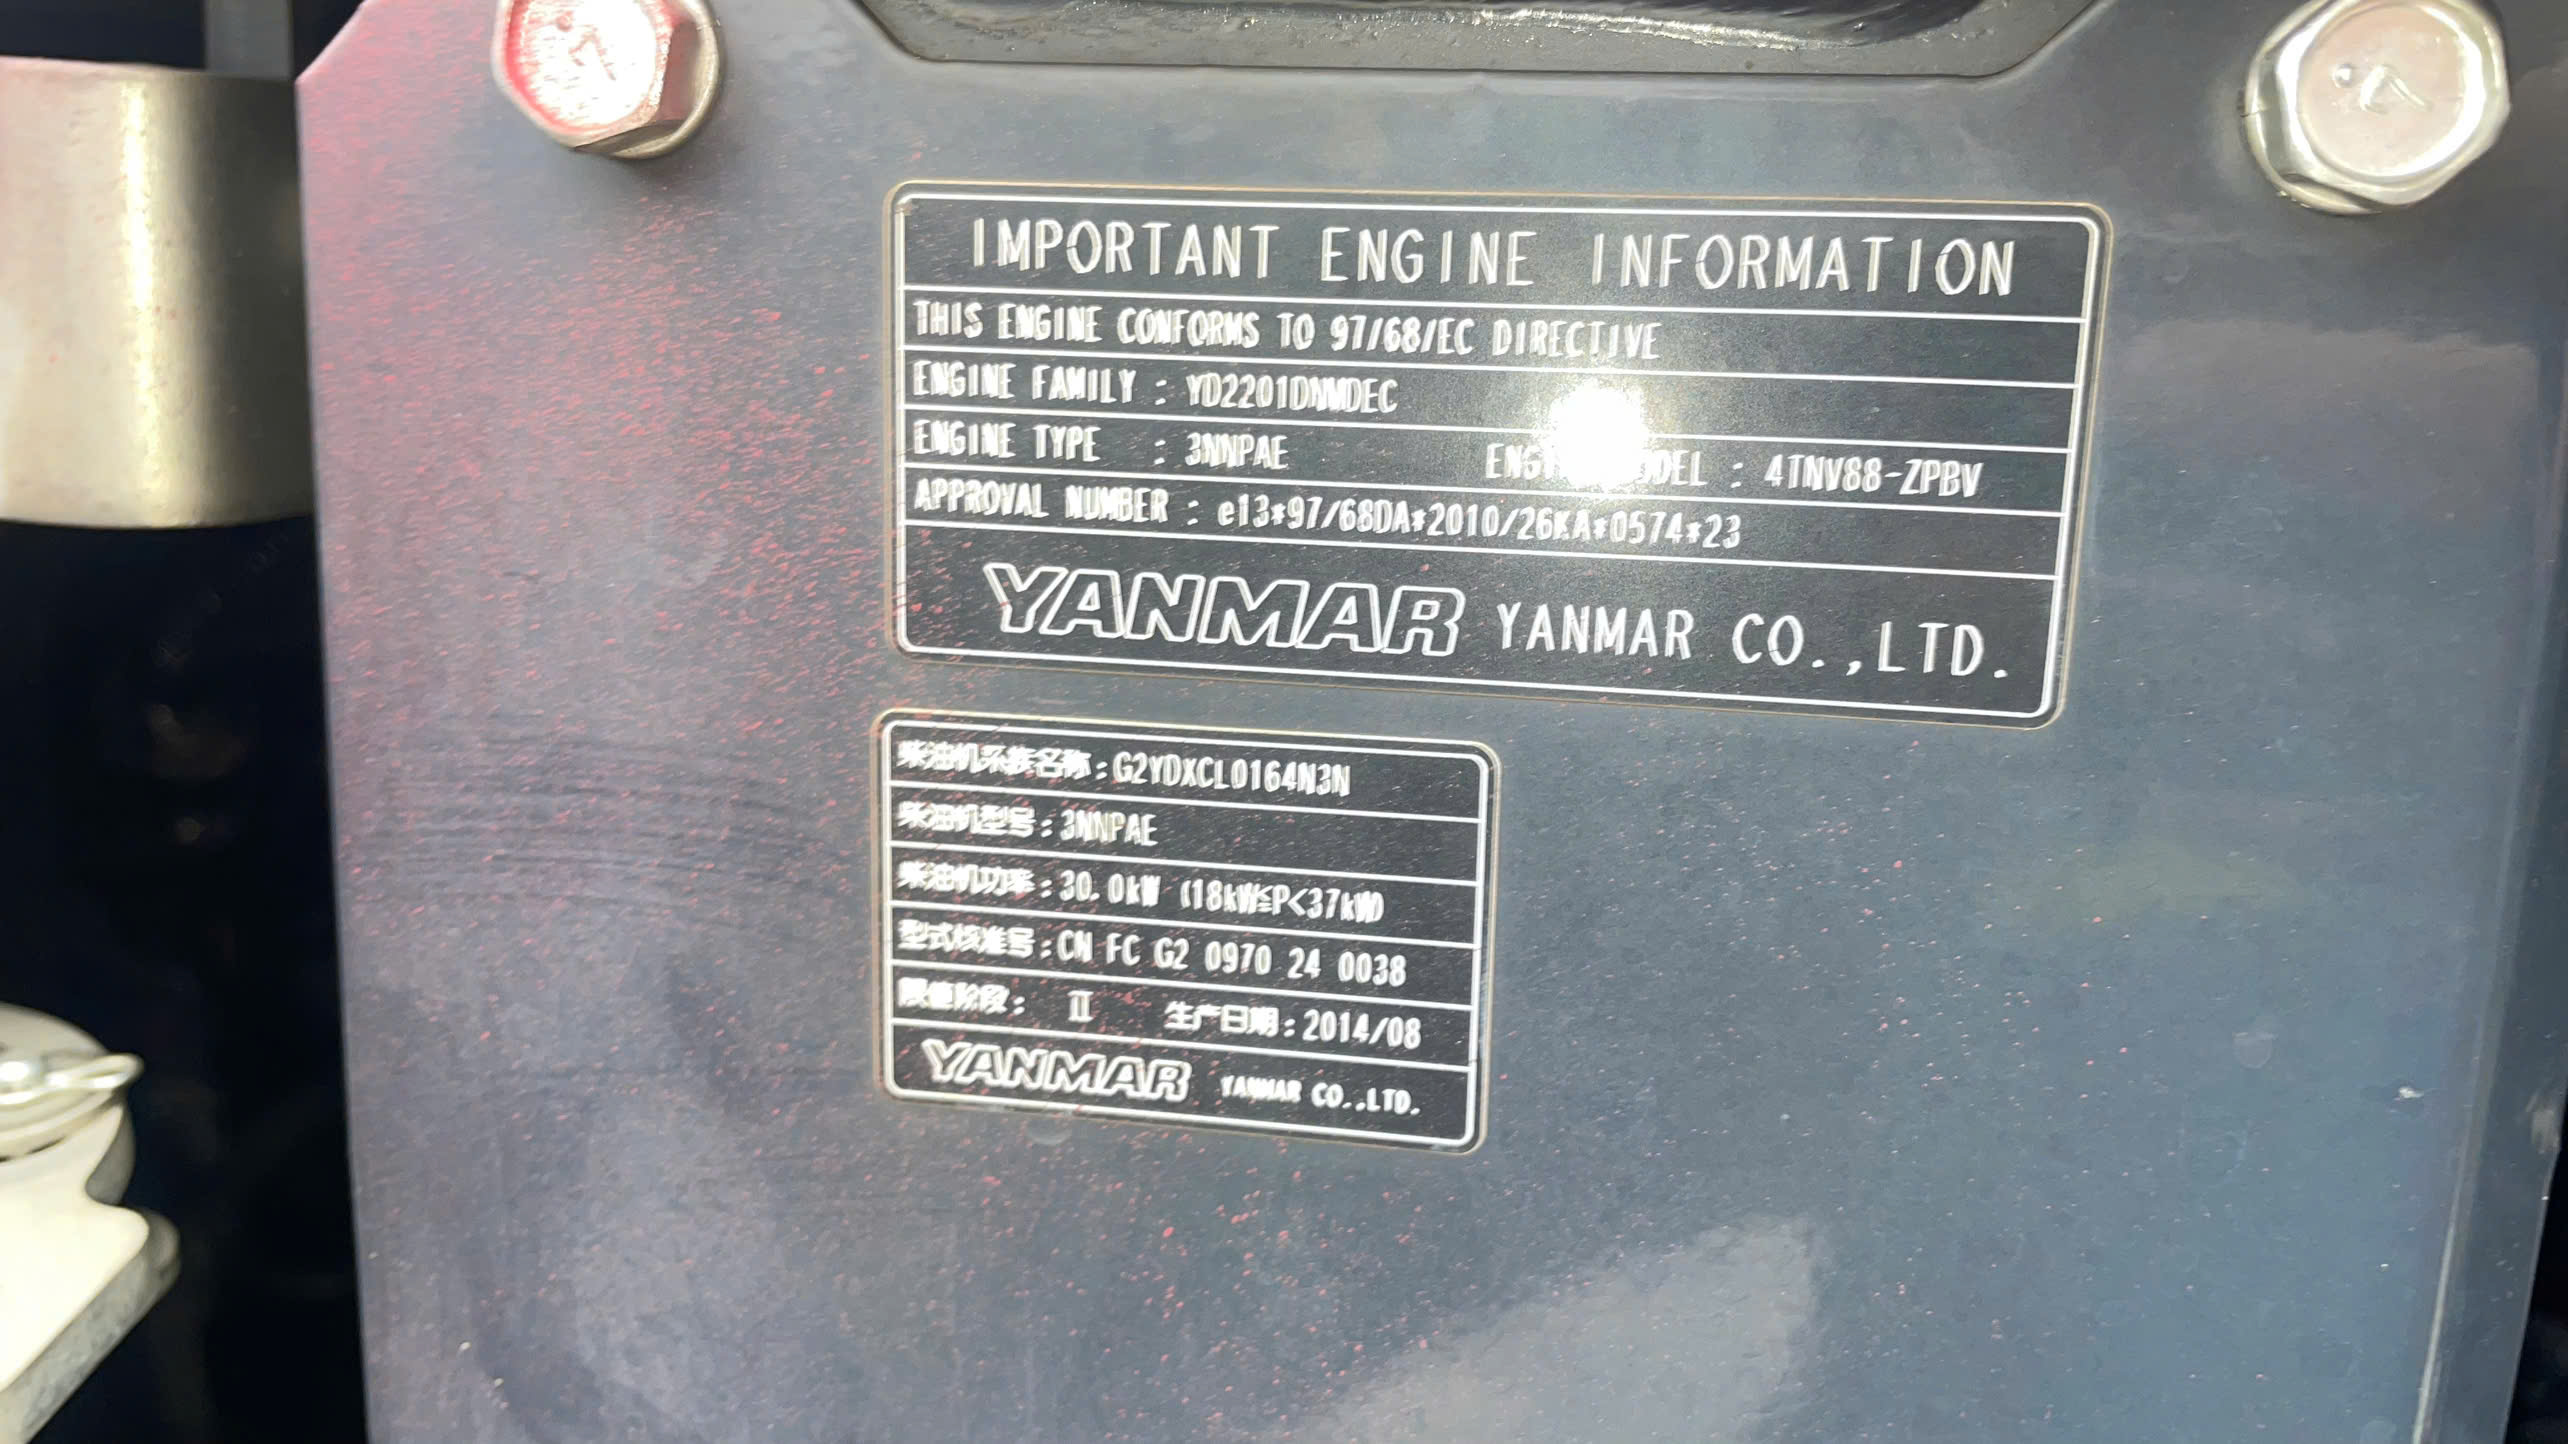 IMPORTANT ENGINE INFORMATION
THIS ENGINE CONFORMS TO 97/68/EC DIRECTIVE
ENGINE FAMILY : YD2201DNMDEC
ENGINE TYPE : 3NNPAE ENGINE MODEL : 4TNV88-ZPBV
APPROVAL NUMBER : e13*97/68DA*2010/26KA*0574*23
YANMAR YANMAR CO.,LTD.
柴油机系族名称:G2YDXCL0164N3N
柴油机型号:3NNPAE
柴油机功率:30.0kW (18kW≦P<37kW)
型式核准号:CN FC G2 0970 24 0038
限值阶段: Ⅱ 生产日期:2014/08
YANMAR YANMAR CO.,LTD.